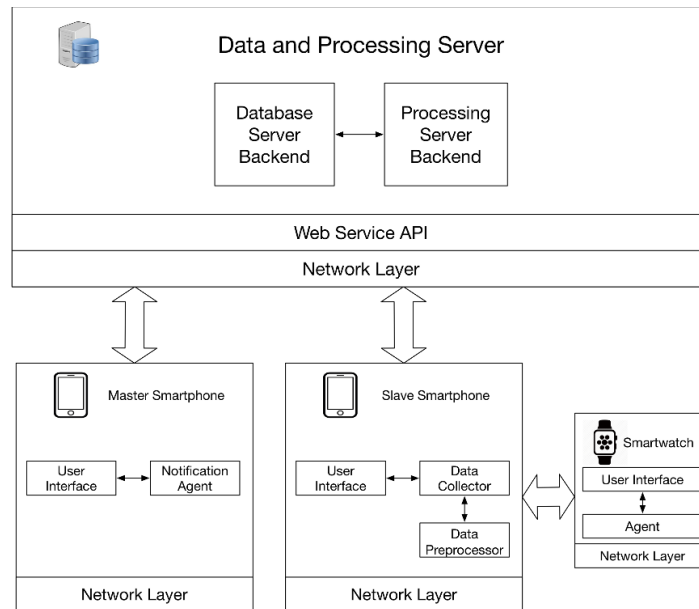 Data and Processing Server
Database
Server
Backend
Processing
Server
Backend
Web Service API
Network Layer
Master Smartphone
User
Interface
Notification
Agent
Network Layer
Slave Smartphone
User
Interface
Data
Collector
Data
Preprocessor
Network Layer
Smartwatch
User Interface
Agent
Network Layer